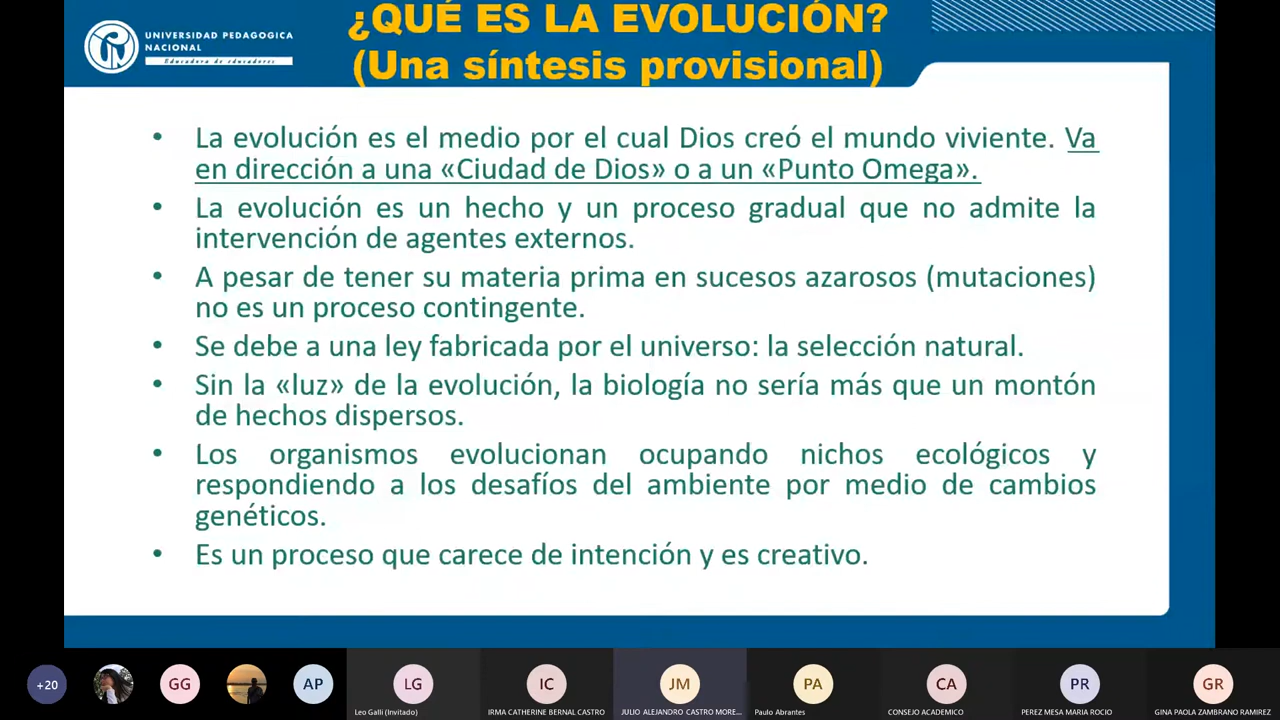 UNIVERSIDAD PEDAGOGICA
NACIONAL
Educadora de educadores
¿QUÉ ES LA EVOLUCIÓN?
(Una síntesis provisional)
• La evolución es el medio por el cual Dios creó el mundo viviente. Va
en dirección a una «Ciudad de Dios» o a un «Punto Omega».
• La evolución es un hecho y un proceso gradual que no admite la
intervención de agentes externos.
• A pesar de tener su materia prima en sucesos azarosos (mutaciones)
no es un proceso contingente.
• Se debe a una ley fabricada por el universo: la selección natural.
• Sin la «luz» de la evolución, la biología no sería más que un montón
de hechos dispersos.
• Los organismos evolucionan ocupando nichos ecológicos y
respondiendo a los desafíos del ambiente por medio de cambios
genéticos.
• Es un proceso que carece de intención y es creativo.
+20 GG AP LG IC JM PA CA PR GR
Leo Galli (Invitado) IRMA CATHERINE BERNAL CASTRO JULIO ALEJANDRO CASTRO MORE... Paulo Abrantes CONSEJO ACADEMICO PEREZ MESA MARIA ROCIO GINA PAOLA ZAMBRANO RAMIREZ